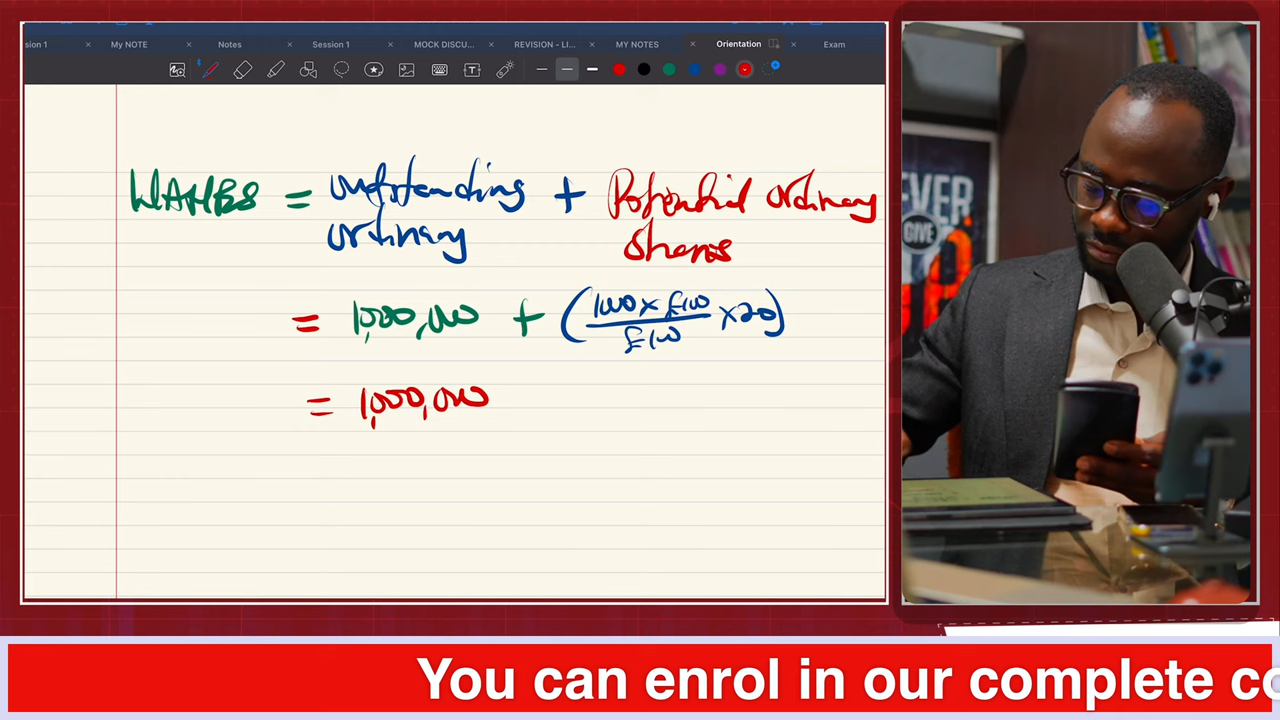 sion 1 My NOTE Notes Session 1 MOCK DISCU... REVISION - LI... MY NOTES Orientation Exam
= outstanding + Potential ordinary
ordinary shares
= 1,000,000 + (1000 x £100 / £100 x 20)
= 1,000,000
EVER
GIVE
You can enrol in our complete co